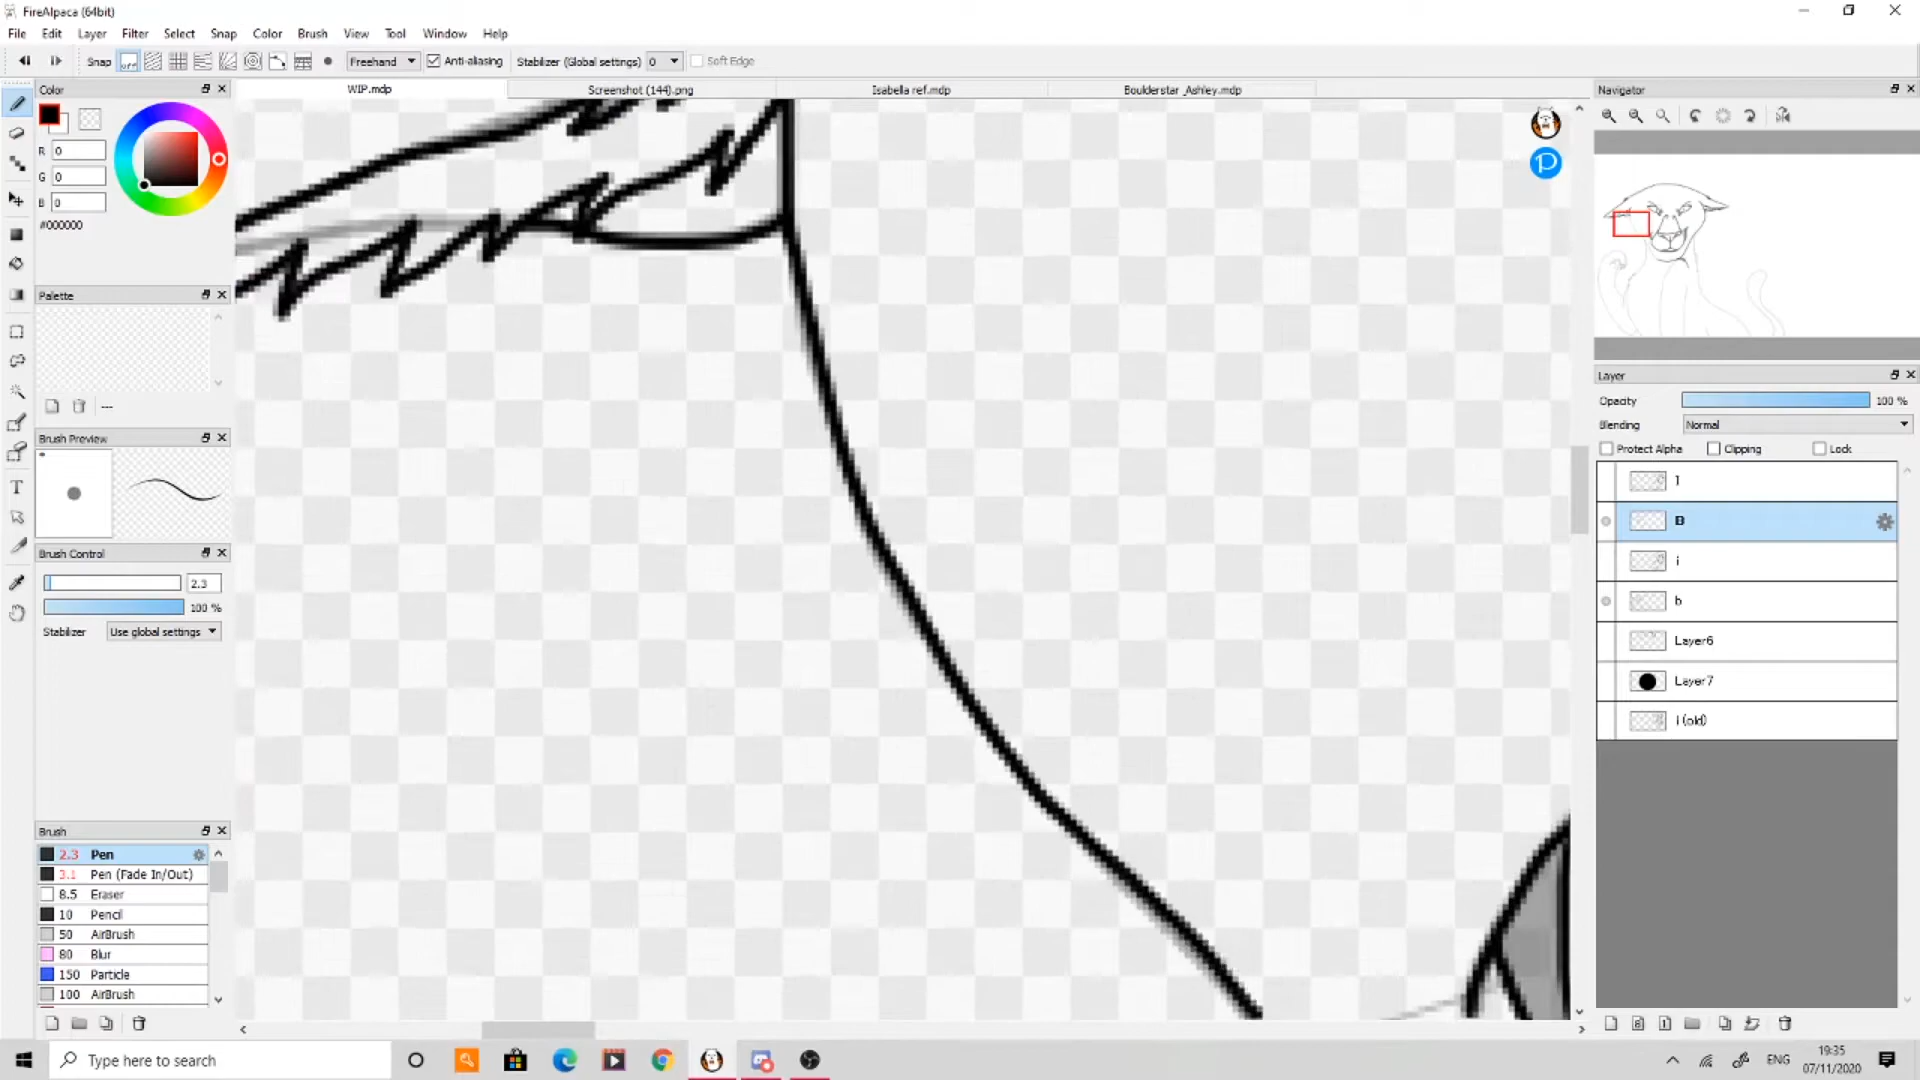 FireAlpaca (64bit)
File Edit Layer Filter Select Snap Color Brush View Tool Window Help
Snap off Freehand Anti-aliasing Stabilizer (Global settings) 0 Soft Edge
Color
WIP.mdp Screenshot (144).png Isabella ref.mdp Boulderstar_Ashley.mdp
Navigator
R 0
G 0
B 0
#000000
Palette
---
Brush Preview
Brush Control
2.3
100 %
Stabilizer Use global settings
Brush
2.3 Pen
3.1 Pen (Fade In/Out)
8.5 Eraser
10 Pencil
50 AirBrush
80 Blur
150 Particle
100 AirBrush
T
P
Layer
Opacity 100 %
Blending Normal
Protect Alpha Clipping Lock
B
i
b
Layer6
Layer7
i (old)
8 1
Type here to search
ENG
19:35
07/11/2020